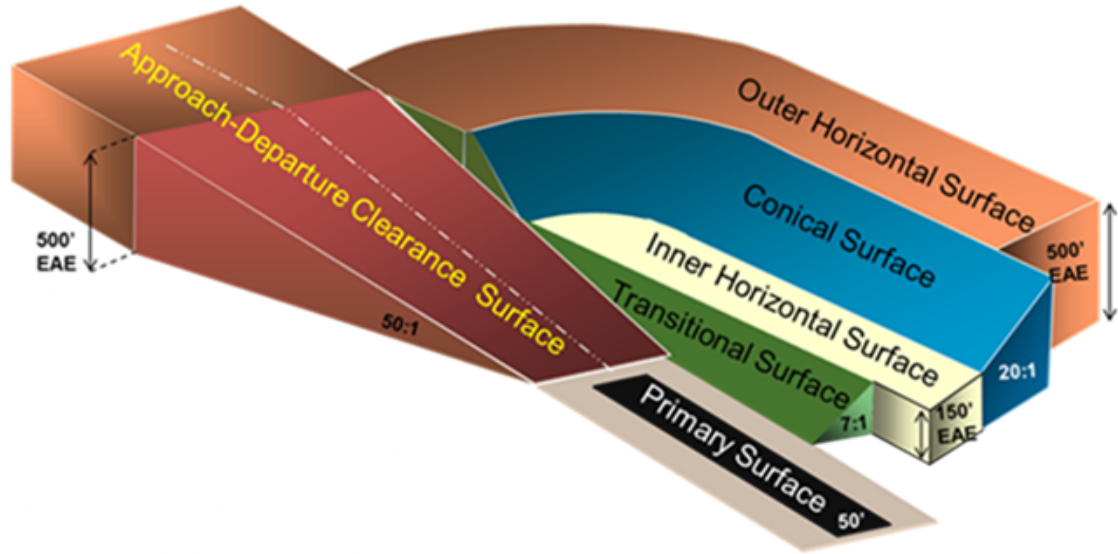 Approach-Departure Clearance Surface
Outer Horizontal Surface
Conical Surface
Inner Horizontal Surface
Transitional Surface
Primary Surface
50'
500'
EAE
50:1
500'
EAE
20:1
150'
EAE
7:1